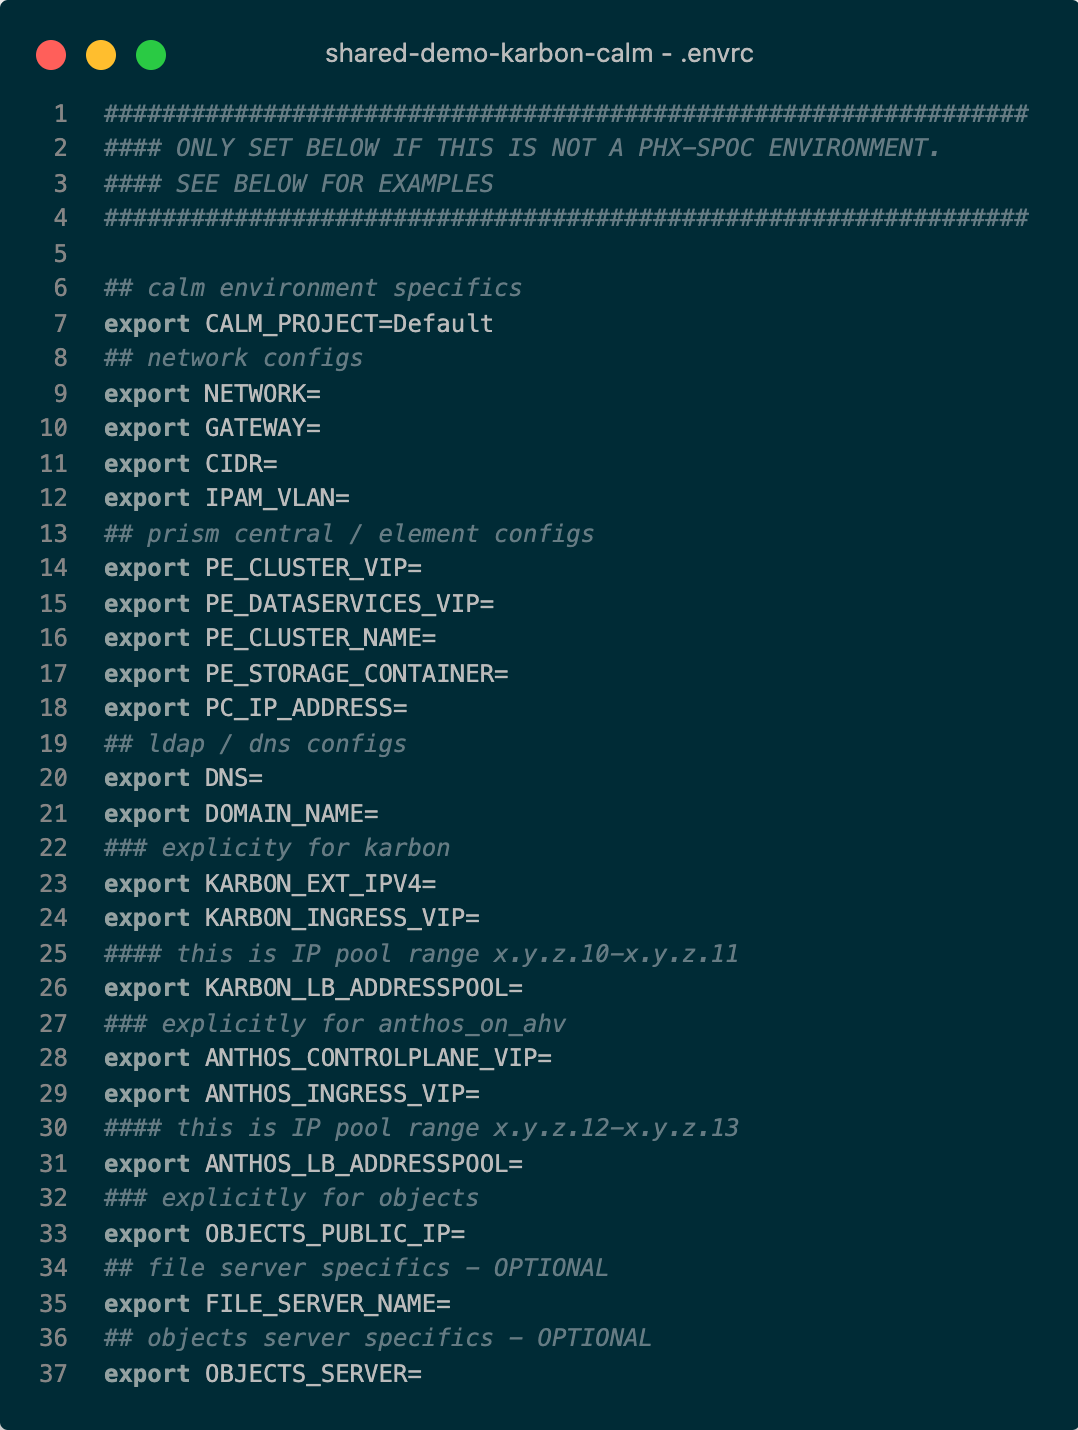 shared-demo-karbon-calm - .envrc
1 ################################################################
2 #### ONLY SET BELOW IF THIS IS NOT A PHX-SPOC ENVIRONMENT.
3 #### SEE BELOW FOR EXAMPLES
4 ################################################################
5
6 ## calm environment specifics
7 export CALM_PROJECT=Default
8 ## network configs
9 export NETWORK=
10 export GATEWAY=
11 export CIDR=
12 export IPAM_VLAN=
13 ## prism central / element configs
14 export PE_CLUSTER_VIP=
15 export PE_DATASERVICES_VIP=
16 export PE_CLUSTER_NAME=
17 export PE_STORAGE_CONTAINER=
18 export PC_IP_ADDRESS=
19 ## ldap / dns configs
20 export DNS=
21 export DOMAIN_NAME=
22 ### explicity for karbon
23 export KARBON_EXT_IPV4=
24 export KARBON_INGRESS_VIP=
25 #### this is IP pool range x.y.z.10-x.y.z.11
26 export KARBON_LB_ADDRESSPOOL=
27 ### explicitly for anthos_on_ahv
28 export ANTHOS_CONTROLPLANE_VIP=
29 export ANTHOS_INGRESS_VIP=
30 #### this is IP pool range x.y.z.12-x.y.z.13
31 export ANTHOS_LB_ADDRESSPOOL=
32 ### explicitly for objects
33 export OBJECTS_PUBLIC_IP=
34 ## file server specifics - OPTIONAL
35 export FILE_SERVER_NAME=
36 ## objects server specifics - OPTIONAL
37 export OBJECTS_SERVER=